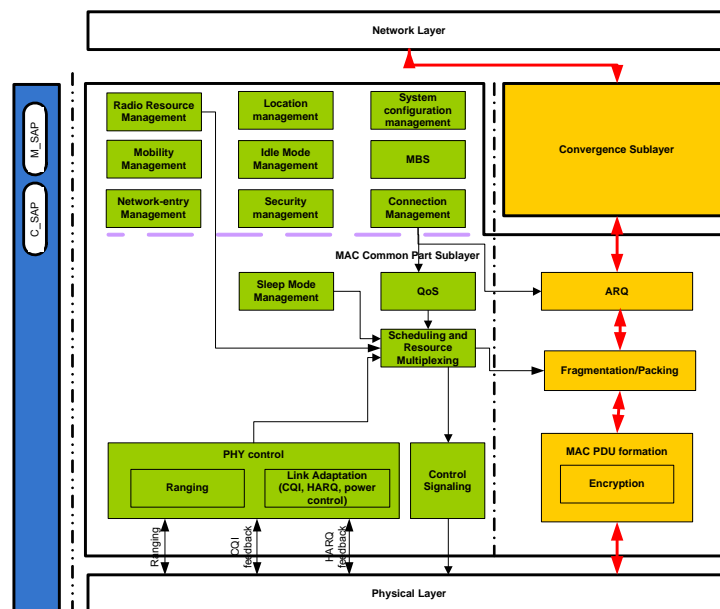 Network Layer
M_SAP
C_SAP
Radio Resource
Management
Location
management
System
configuration
management
Convergence Sublayer
Mobility
Management
Idle Mode
Management
MBS
Network-entry
Management
Security
management
Connection
Management
MAC Common Part Sublayer
Sleep Mode
Management
QoS
ARQ
Scheduling and
Resource
Multiplexing
Fragmentation/Packing
PHY control
Ranging
Link Adaptation
(CQI, HARQ, power
control)
Control
Signaling
MAC PDU formation
Encryption
Ranging
CQI
feedback
HARQ
feedback
Physical Layer